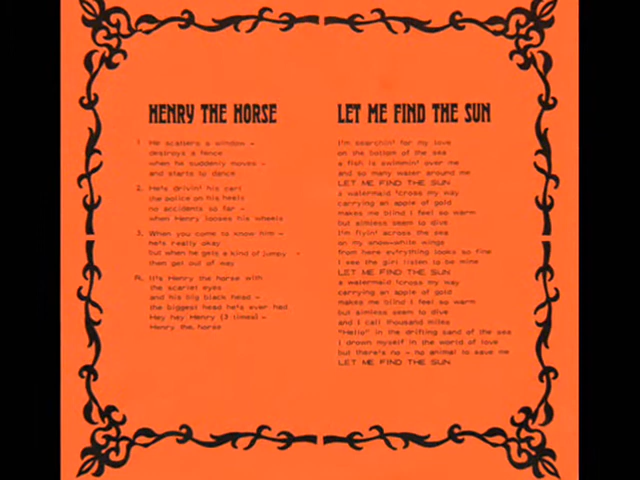 HENRY THE HORSE
1. He scatters a window -
destroys a fence
when he suddenly moves -
and starts to dance
2. He's drivin' his cart
the police on his heels
no accidents so far -
when Henry looses his wheels
3. When you come to know him -
he's really okay
but when he gets a kind of jumpy -
then get out of way
R. It's Henry the horse with
the scarlet eyes
and his big black head -
the biggest head he's ever had
Hey hey Henry (3 times) -
Henry the horse
LET ME FIND THE SUN
I'm searchin' for my love
on the bottom of the sea
a fish is swimmin' over me
and so many water around me
LET ME FIND THE SUN
a watermaid 'cross my way
carrying an apple of gold
makes me blind I feel so warm
but aimless seem to dive
I'm flyin' across the sea
on my snow-white wings
from here ev'rything looks so fine
I see the girl listen to be mine
LET ME FIND THE SUN
a watermaid 'cross my way
carrying an apple of gold
makes me blind I feel so warm
but aimless seem to dive
and I call thousand miles
"Hello" in the drifting sand of the sea
I drown myself in the world of love
but there's no - no animal to save me
LET ME FIND THE SUN